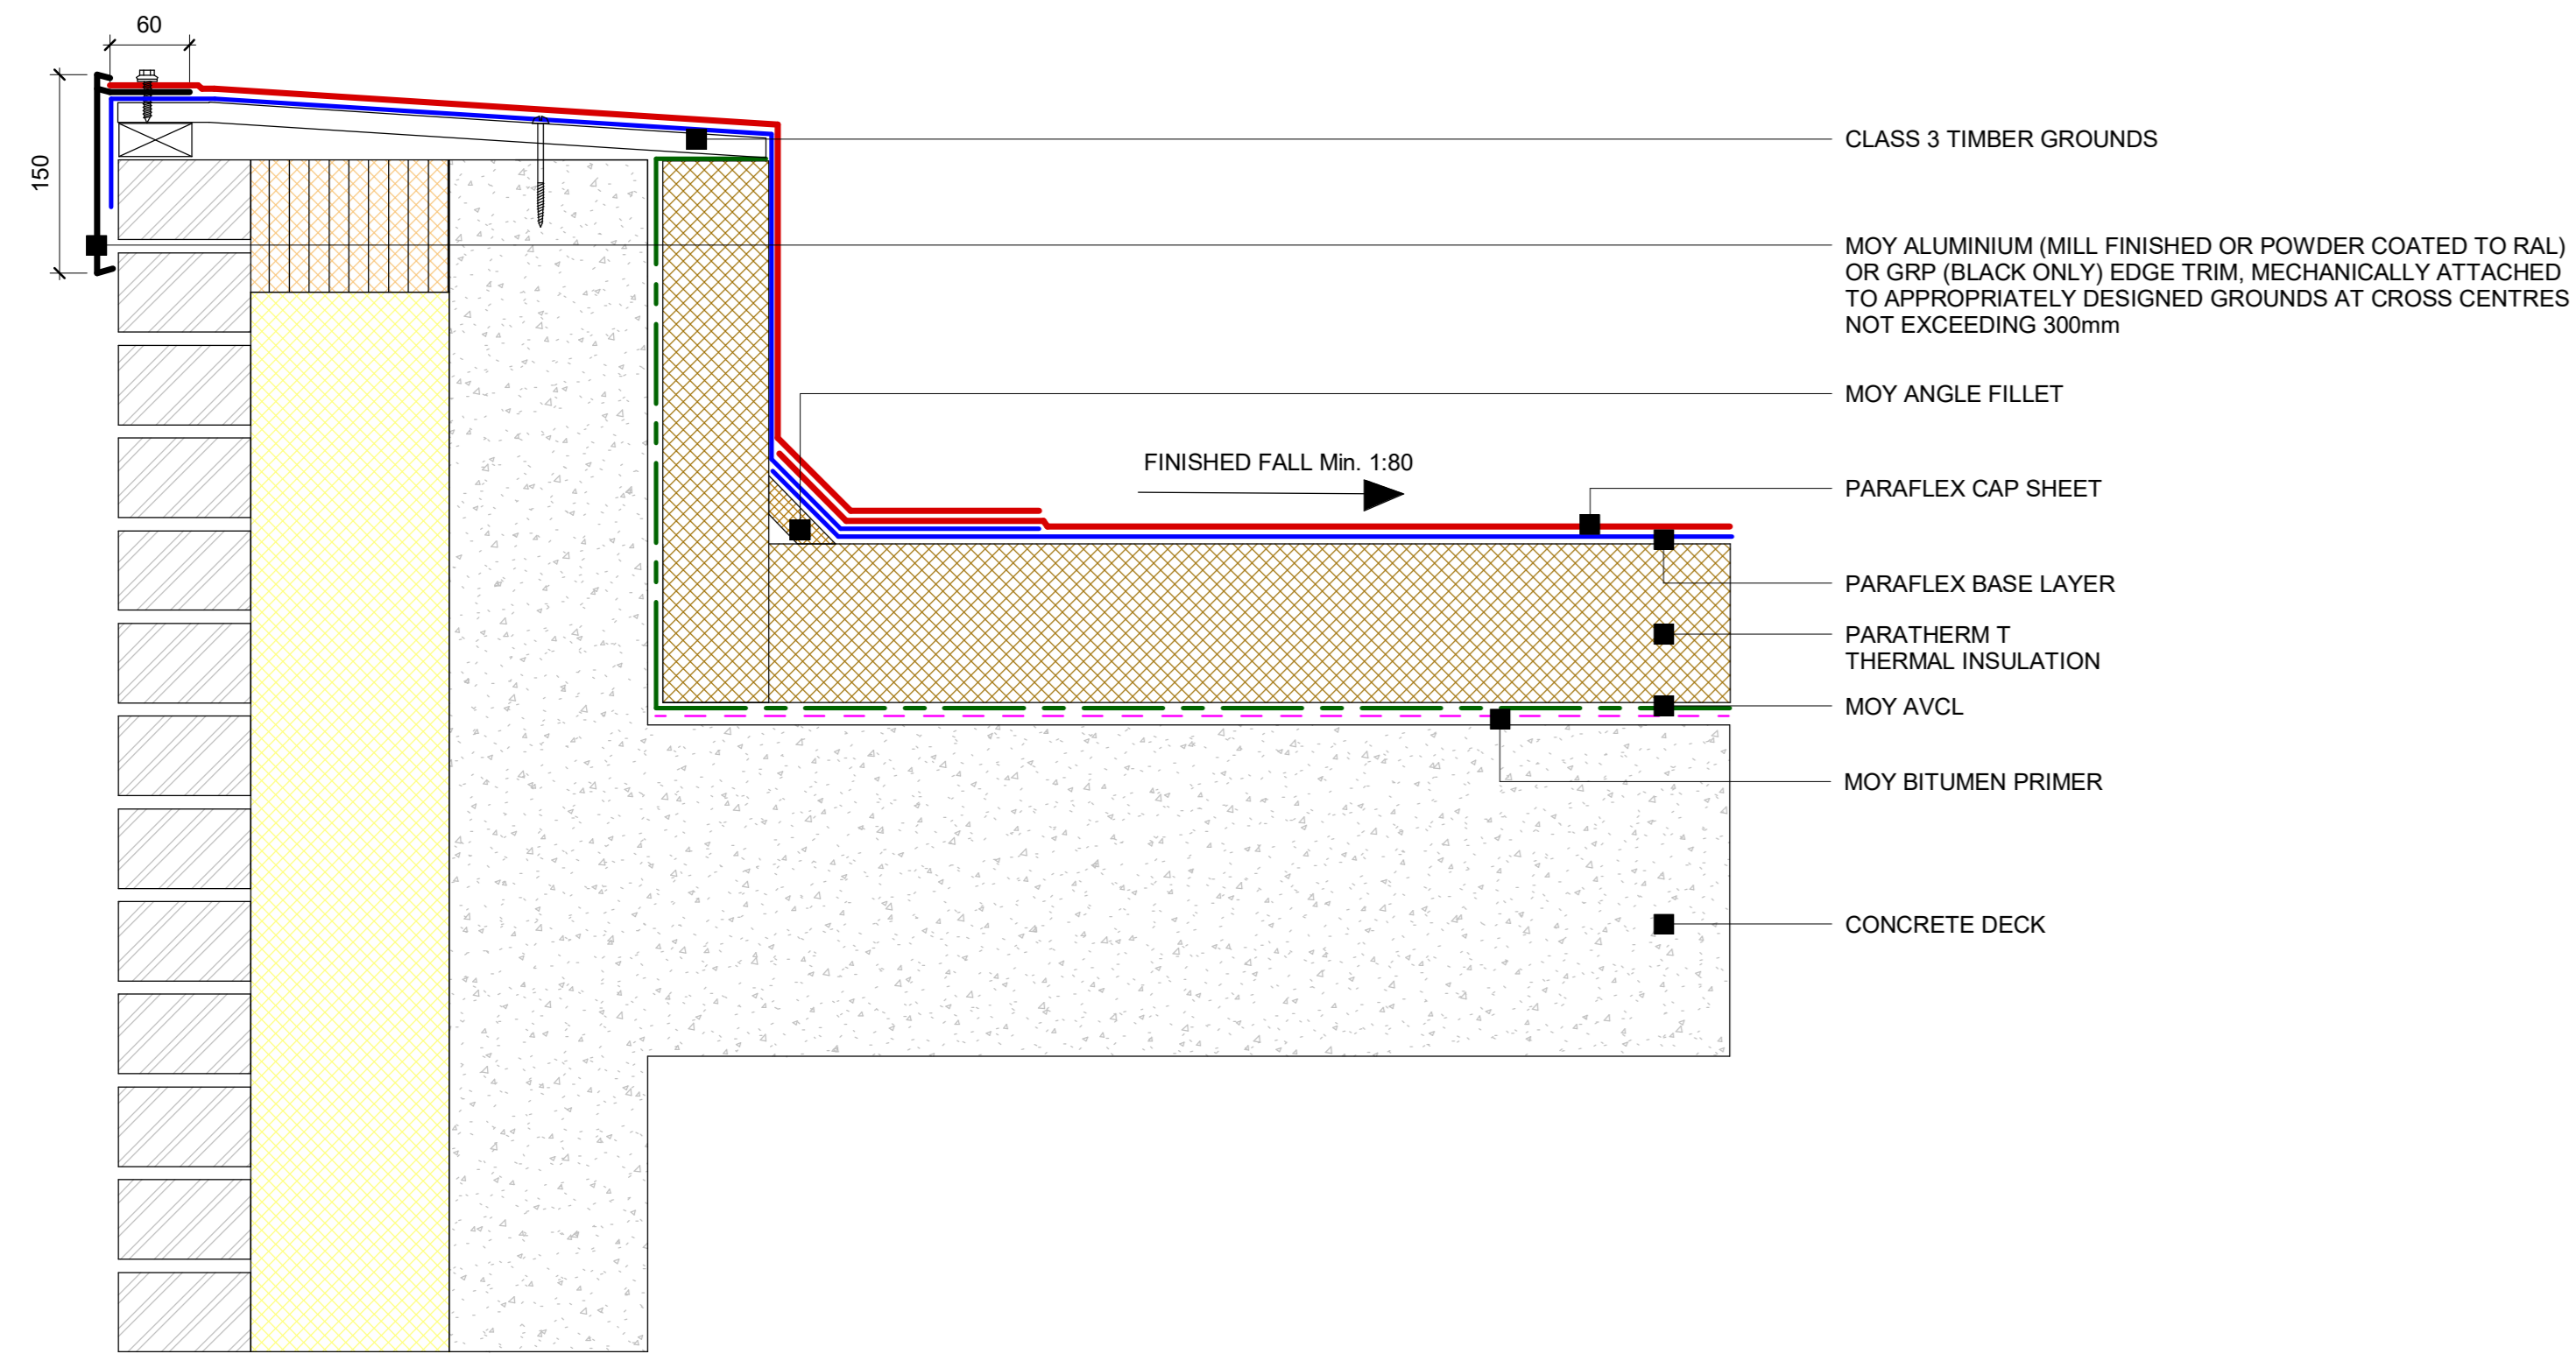 60
150
CLASS 3 TIMBER GROUNDS
MOY ALUMINIUM (MILL FINISHED OR POWDER COATED TO RAL)
OR GRP (BLACK ONLY) EDGE TRIM, MECHANICALLY ATTACHED
TO APPROPRIATELY DESIGNED GROUNDS AT CROSS CENTRES
NOT EXCEEDING 300mm
MOY ANGLE FILLET
FINISHED FALL Min. 1:80
PARAFLEX CAP SHEET
PARAFLEX BASE LAYER
PARATHERM T
THERMAL INSULATION
MOY AVCL
MOY BITUMEN PRIMER
CONCRETE DECK